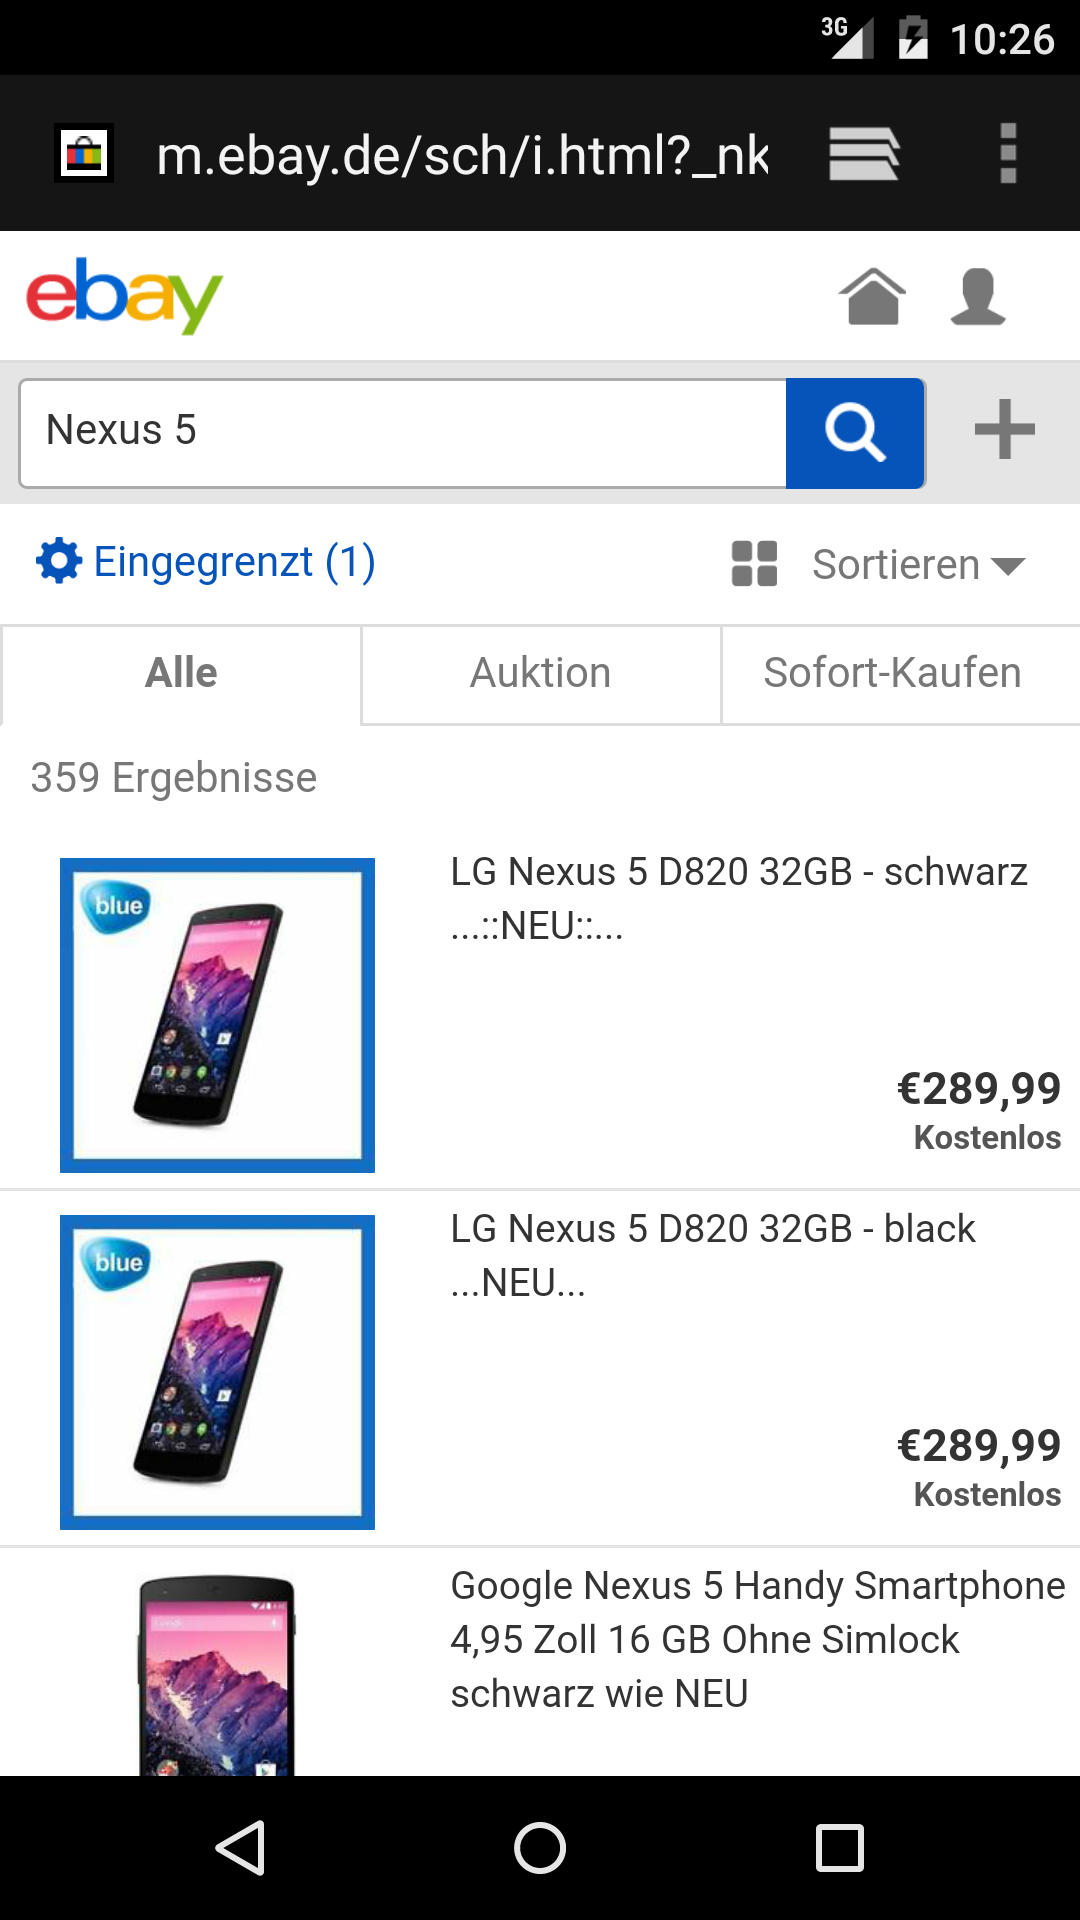 3G 10:26
m.ebay.de/sch/i.html?_nk
ebay
Nexus 5
Eingegrenzt (1)
Sortieren
Alle
Auktion
Sofort-Kaufen
359 Ergebnisse
blue
LG Nexus 5 D820 32GB - schwarz
...::NEU::...
€289,99
Kostenlos
blue
LG Nexus 5 D820 32GB - black
...NEU...
€289,99
Kostenlos
Google Nexus 5 Handy Smartphone
4,95 Zoll 16 GB Ohne Simlock
schwarz wie NEU